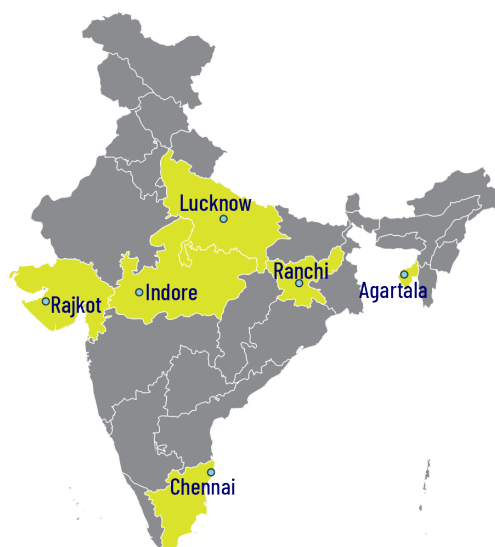 Lucknow
Ranchi
Rajkot
Indore
Agartala
Chennai